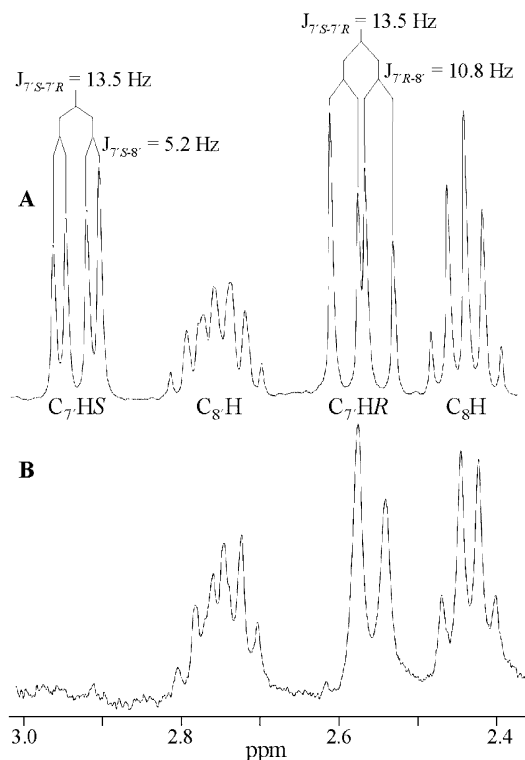 J7′S-7′R = 13.5 Hz
J7′S-7′R = 13.5 Hz
J7′R-8′ = 10.8 Hz
J7′S-8′ = 5.2 Hz
A
C7′HS C8′H C7′HR C8H
B
3.0 2.8 2.6 2.4
ppm